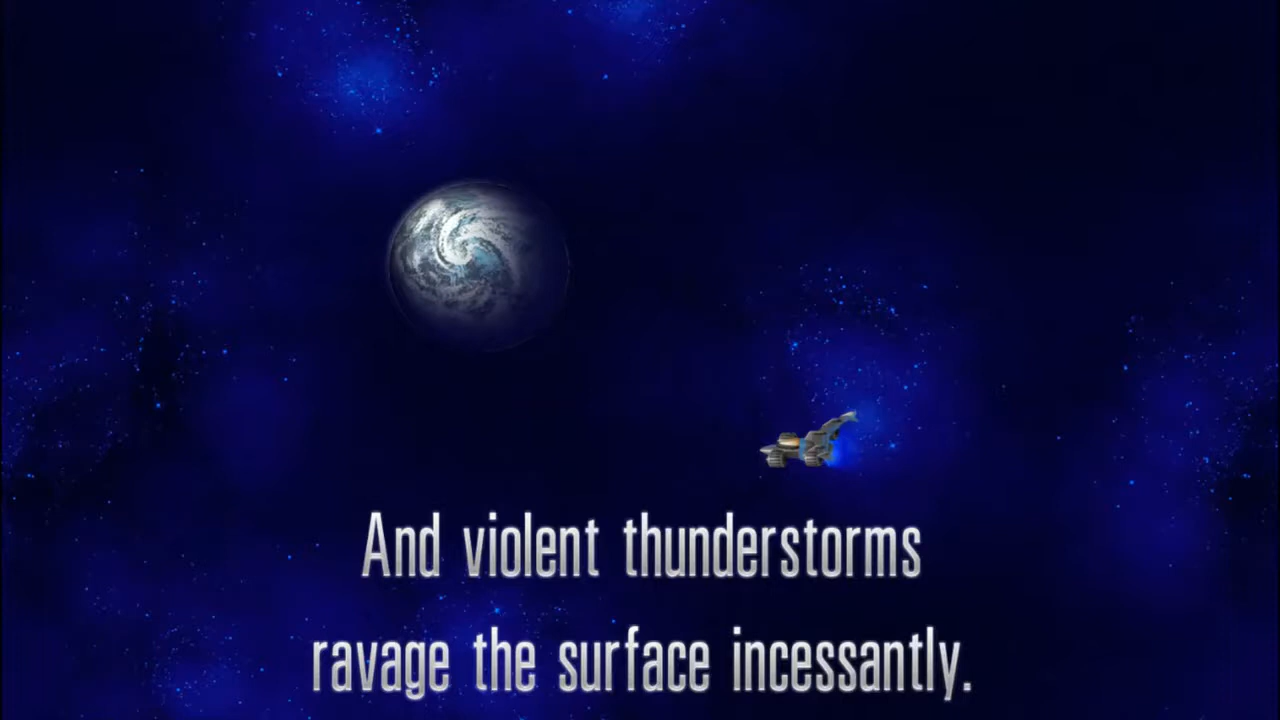 And violent thunderstorms
ravage the surface incessantly.